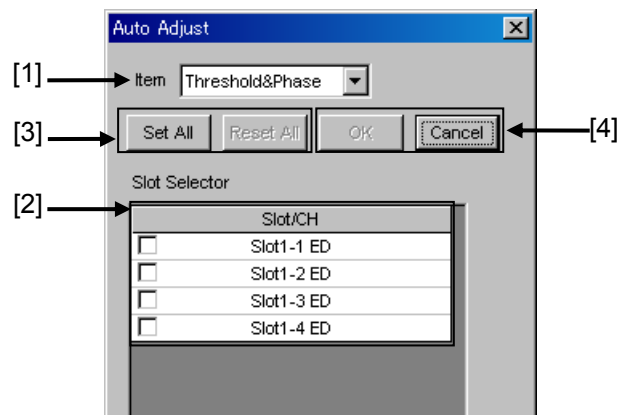 Auto Adjust
[1] Item Threshold&Phase
[3] Set All Reset All OK Cancel [4]
Slot Selector
[2] Slot/CH
Slot1-1 ED
Slot1-2 ED
Slot1-3 ED
Slot1-4 ED